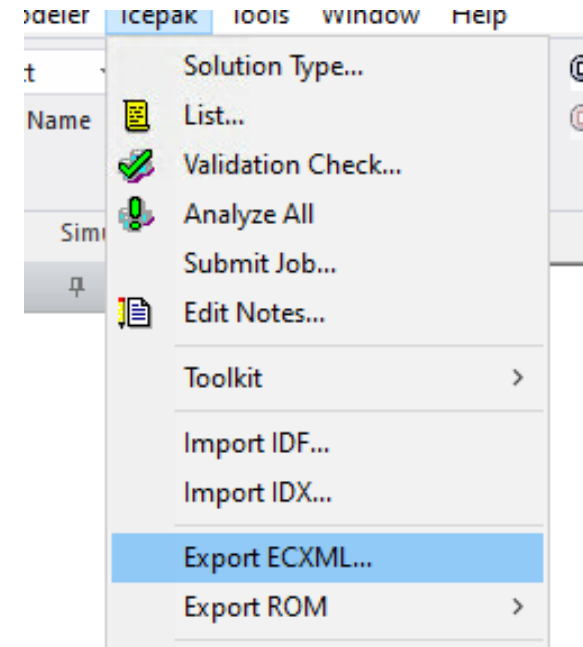 odeler Icepak Tools Window Help
Solution Type...
Name
List...
Validation Check...
Analyze All
Submit Job...
Edit Notes...
Toolkit
Import IDF...
Import IDX...
Export ECXML...
Export ROM